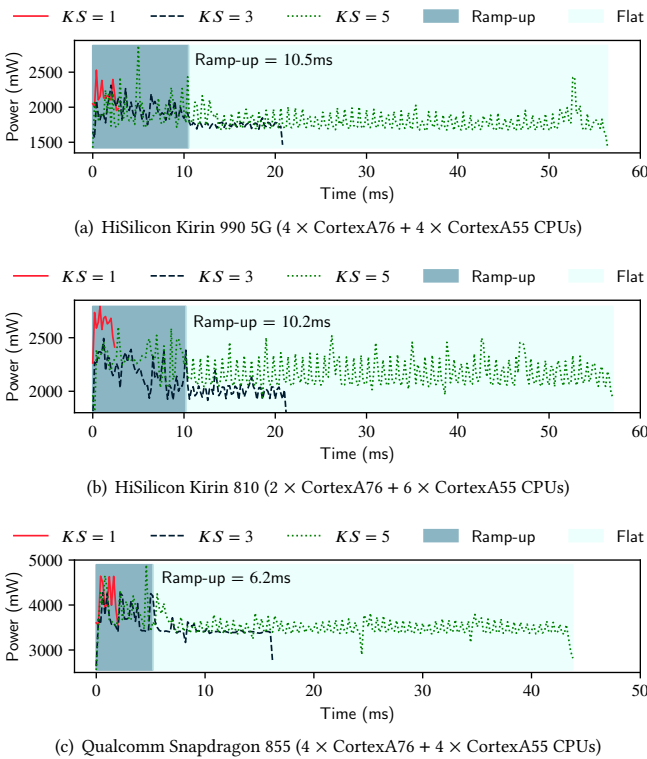 KS = 1 KS = 3 KS = 5 Ramp-up Flat
Ramp-up = 10.5ms
Power (mW)
2500
2000
1500
0 10 20 30 40 50 60
Time (ms)
(a) HiSilicon Kirin 990 5G (4 × CortexA76 + 4 × CortexA55 CPUs)
KS = 1 KS = 3 KS = 5 Ramp-up Flat
Ramp-up = 10.2ms
Power (mW)
2500
2000
0 10 20 30 40 50 60
Time (ms)
(b) HiSilicon Kirin 810 (2 × CortexA76 + 6 × CortexA55 CPUs)
KS = 1 KS = 3 KS = 5 Ramp-up Flat
5000
Ramp-up = 6.2ms
Power (mW)
4000
3000
0 10 20 30 40 50
Time (ms)
(c) Qualcomm Snapdragon 855 (4 × CortexA76 + 4 × CortexA55 CPUs)